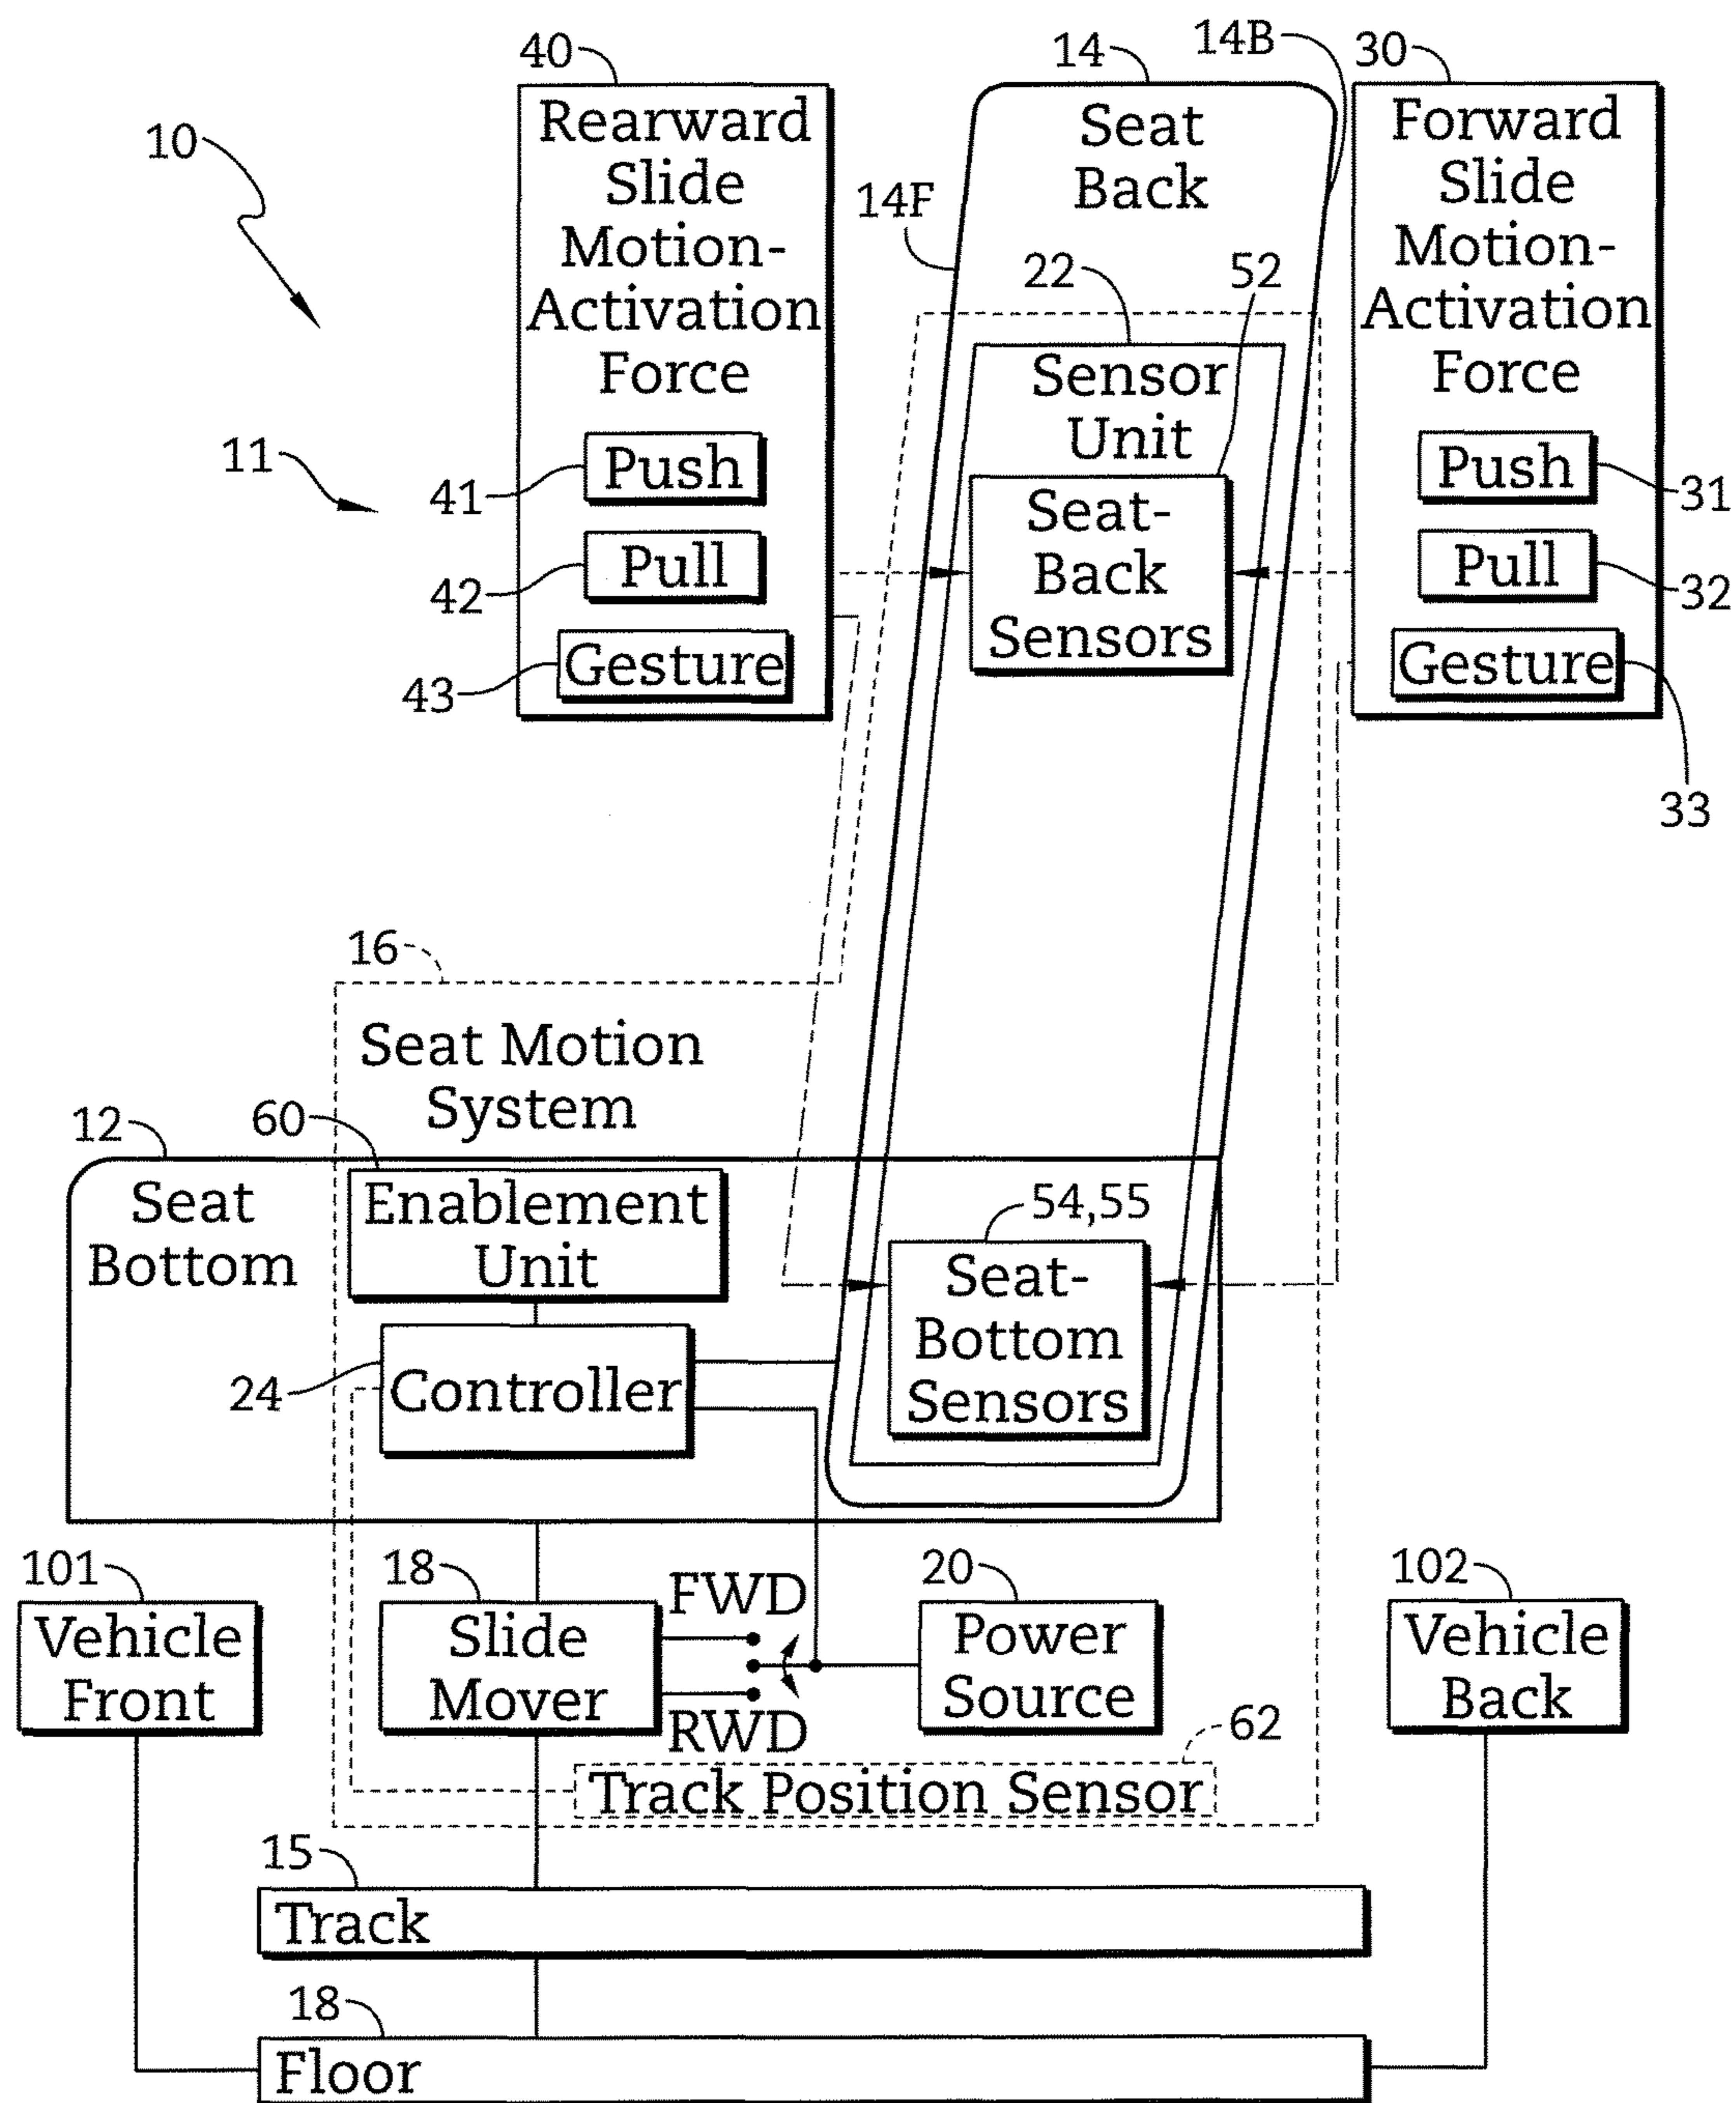 40
14
14B
30
10
Rearward
Slide
Motion-
Activation
Force
Push
Pull
Gesture
41
42
43
11
14F
Seat
Back
22
52
Sensor
Unit
Seat-
Back
Sensors
Forward
Slide
Motion-
Activation
Force
Push
Pull
Gesture
31
32
33
16
Seat Motion
System
12
60
Seat
Bottom
Enablement
Unit
24
Controller
54,55
Seat-
Bottom
Sensors
101
Vehicle
Front
18
Slide
Mover
FWD
RWD
20
Power
Source
102
Vehicle
Back
62
Track Position Sensor
15
Track
18
Floor